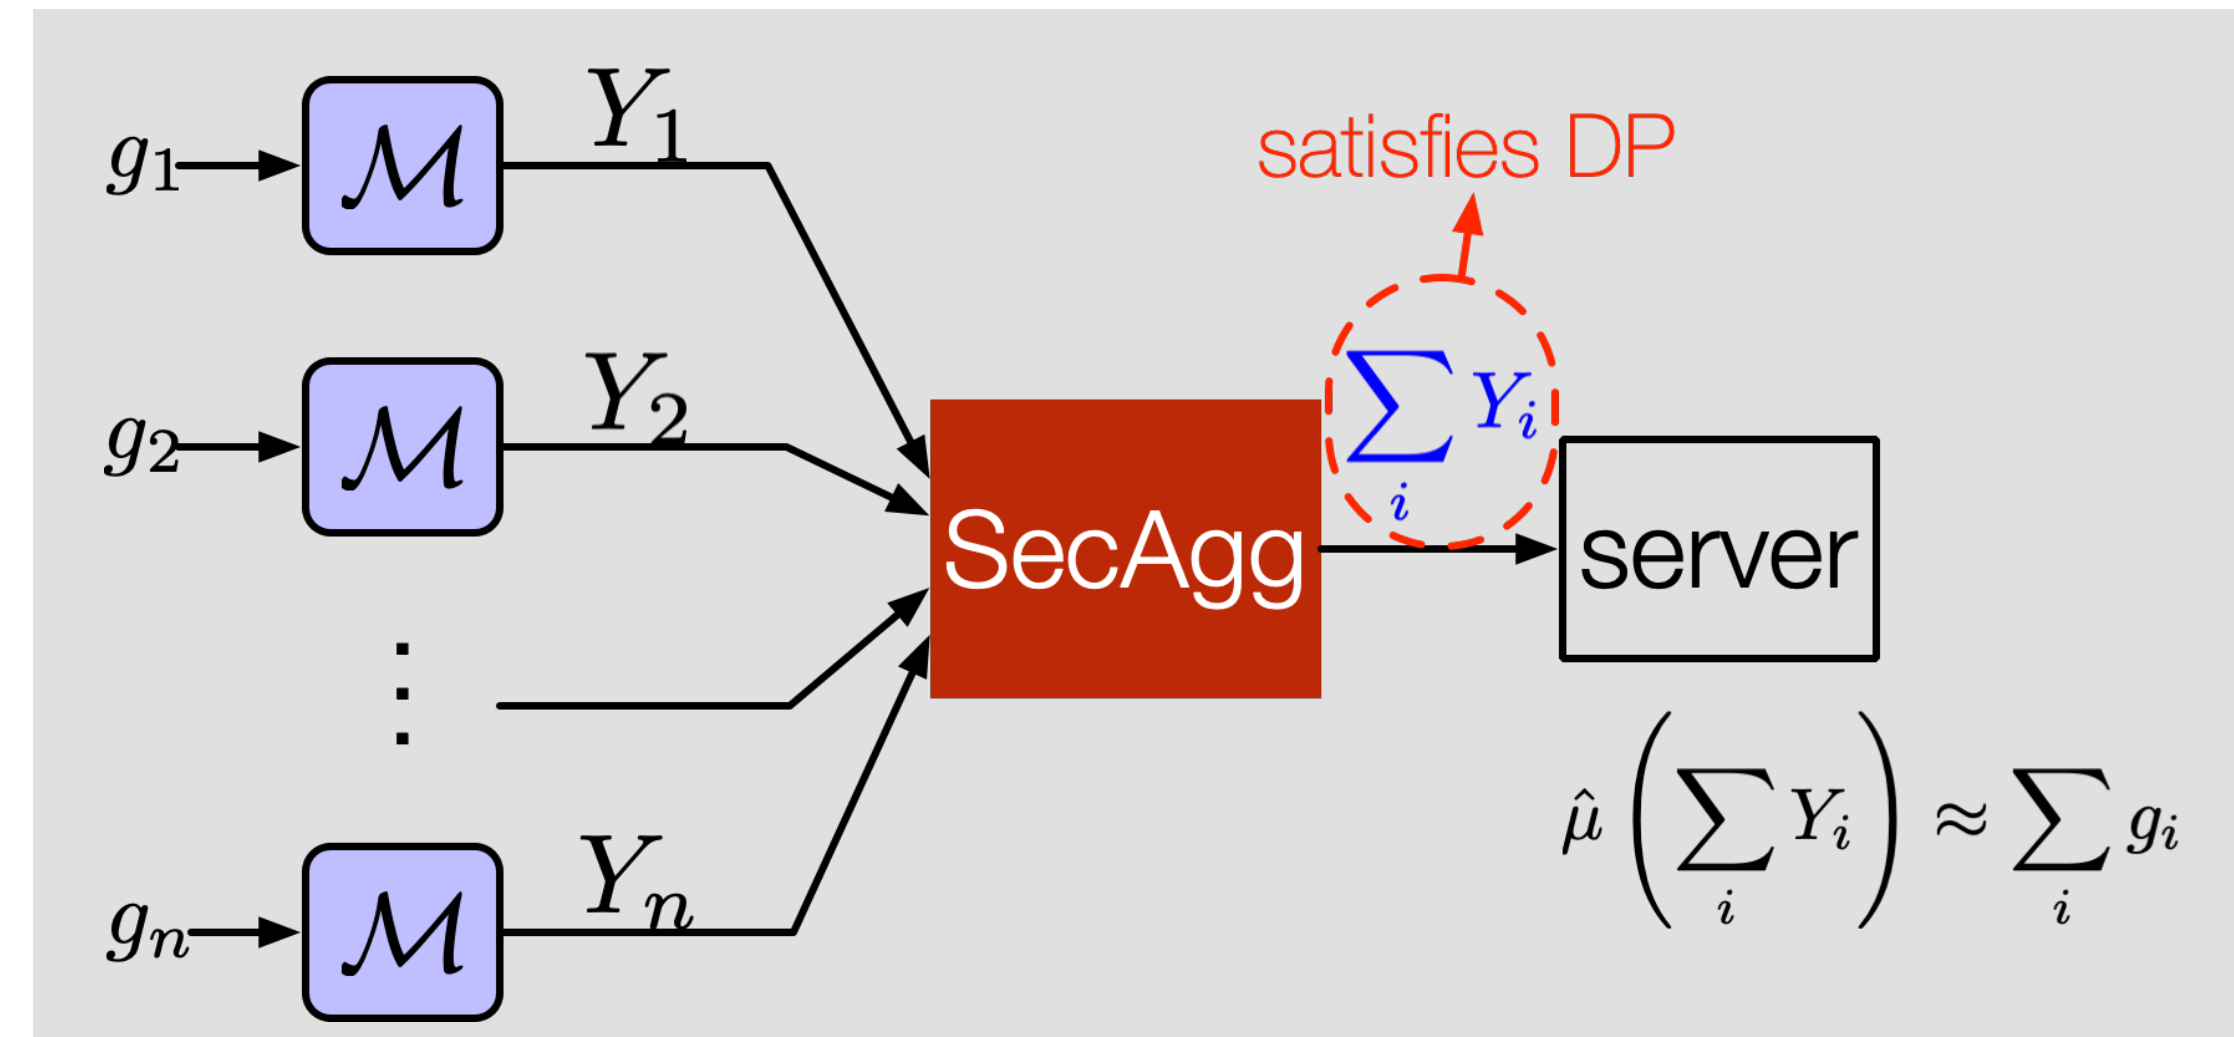 g₁ ℳ Y₁
satisfies DP
g₂ ℳ Y₂
∑ᵢ Yᵢ
SecAgg
server
⋮
μ̂ (∑ᵢ Yᵢ) ≈ ∑ᵢ gᵢ
gₙ ℳ Yₙ